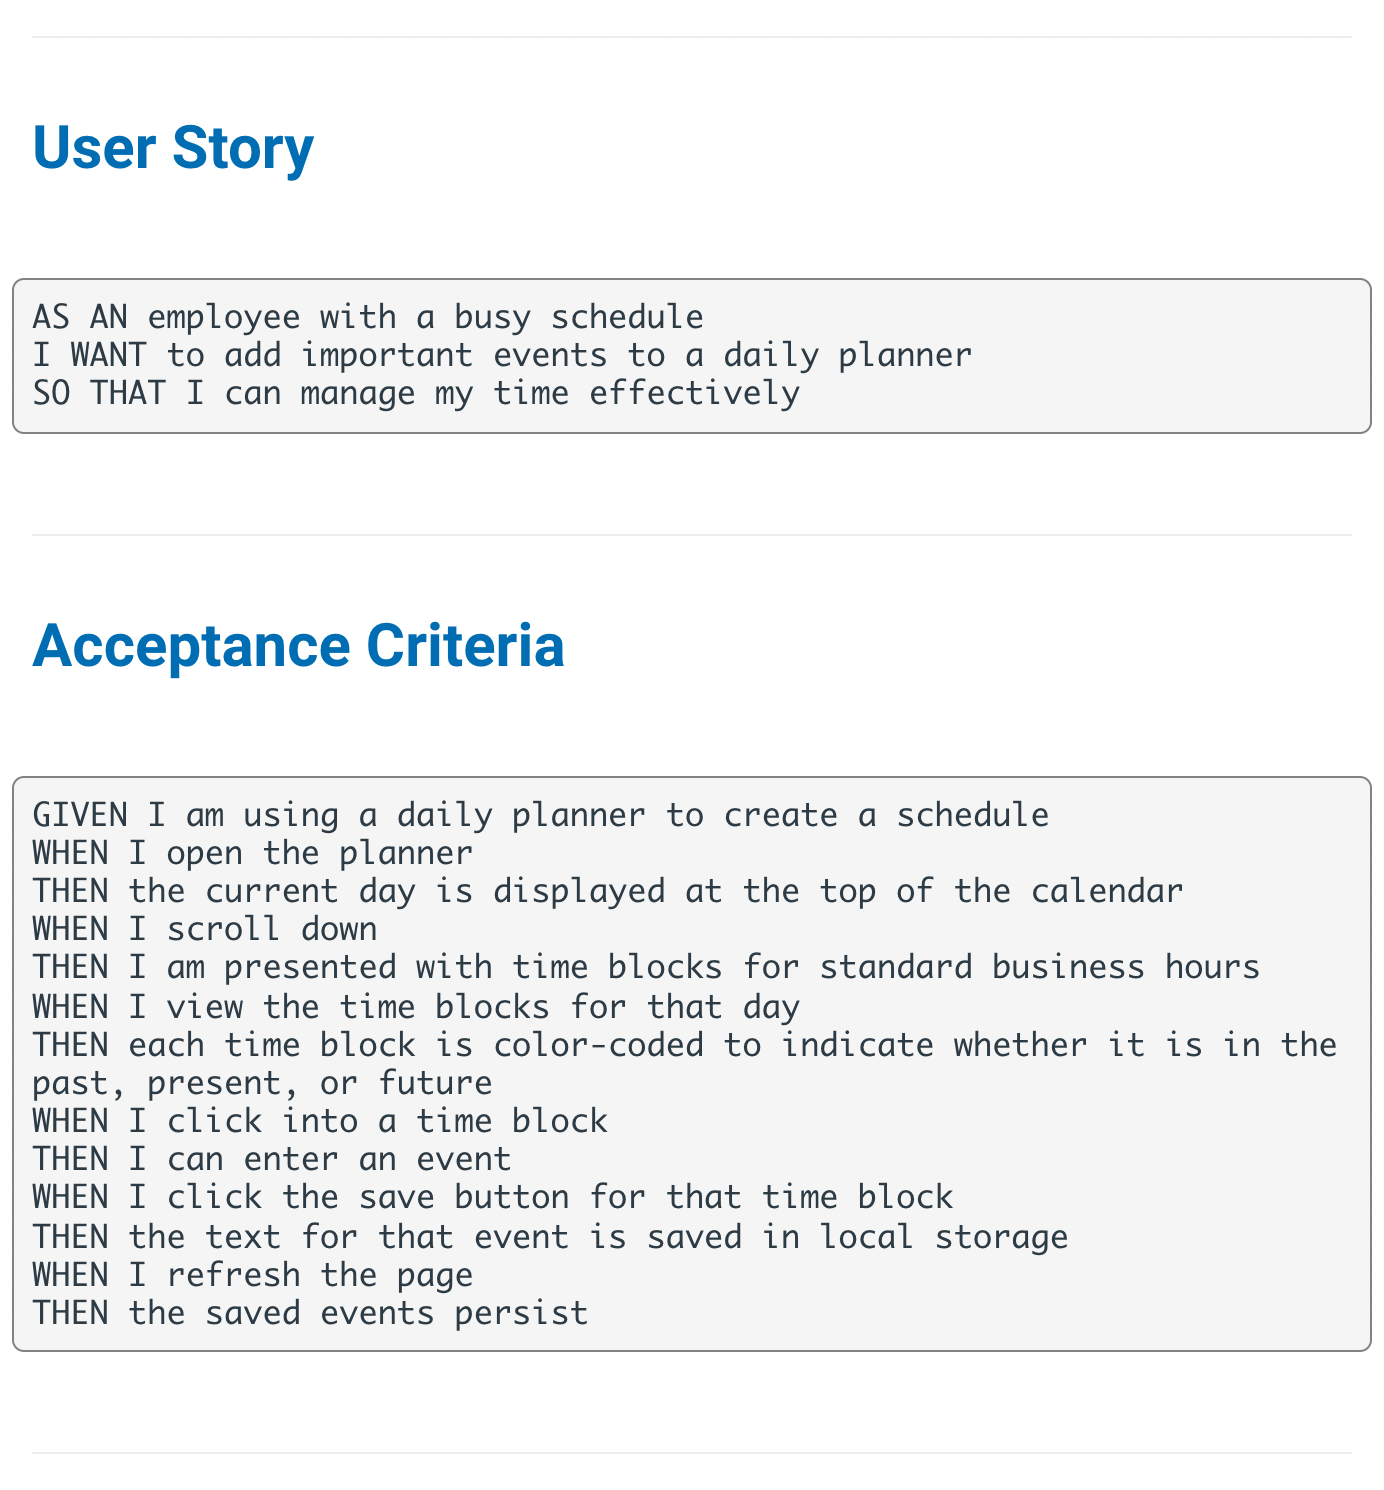 User Story
AS AN employee with a busy schedule
I WANT to add important events to a daily planner
SO THAT I can manage my time effectively
Acceptance Criteria
GIVEN I am using a daily planner to create a schedule
WHEN I open the planner
THEN the current day is displayed at the top of the calendar
WHEN I scroll down
THEN I am presented with time blocks for standard business hours
WHEN I view the time blocks for that day
THEN each time block is color-coded to indicate whether it is in the
past, present, or future
WHEN I click into a time block
THEN I can enter an event
WHEN I click the save button for that time block
THEN the text for that event is saved in local storage
WHEN I refresh the page
THEN the saved events persist